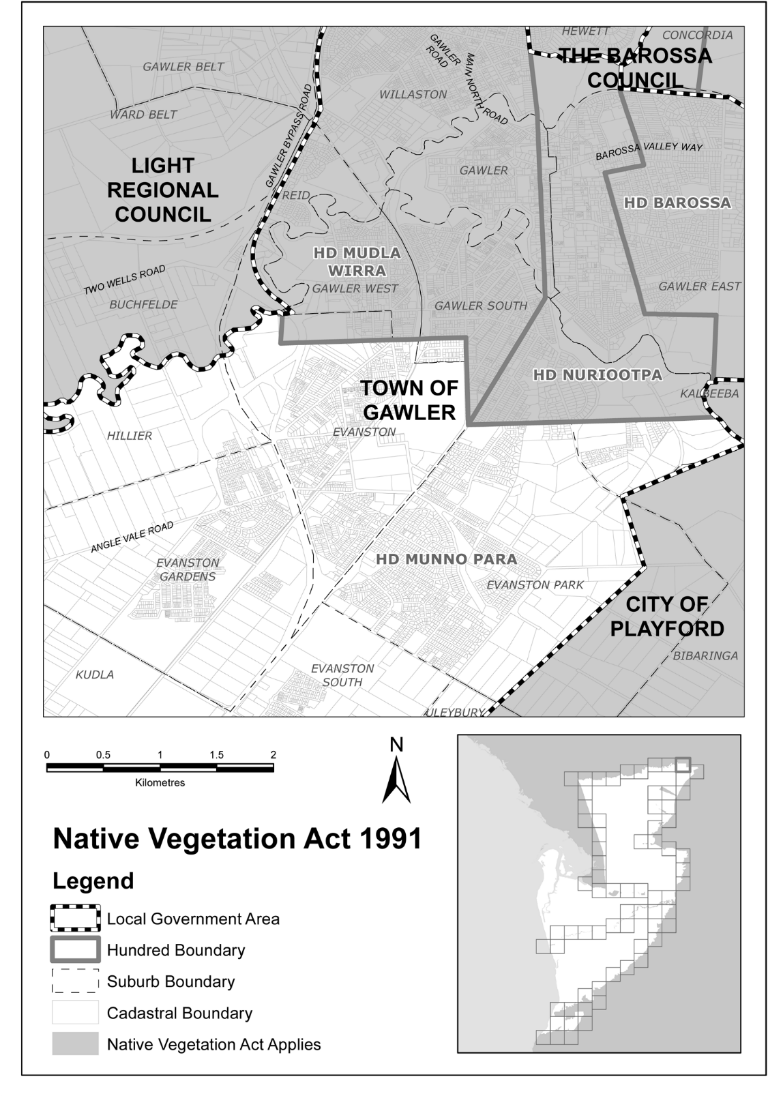 HEWETT
CONCORDIA
GAWLER BELT
GAWLER
ROAD
MAIN NORTH ROAD
THE BAROSSA
COUNCIL
WILLASTON
WARD BELT
GAWLER BYPASS ROAD
BAROSSA VALLEY WAY
LIGHT
REGIONAL
COUNCIL
GAWLER
REID
HD BAROSSA
HD MUDLA
WIRRA
TWO WELLS ROAD
GAWLER WEST
GAWLER EAST
BUCHFELDE
GAWLER SOUTH
HD NURIOOTPA
TOWN OF
GAWLER
KALBEEBA
HILLIER
EVANSTON
ANGLE VALE ROAD
EVANSTON
GARDENS
HD MUNNO PARA
EVANSTON PARK
CITY OF
PLAYFORD
BIBARINGA
KUDLA
EVANSTON
SOUTH
ULEYBURY
0 0.5 1 1.5 2
Kilometres
N
Native Vegetation Act 1991
Legend
Local Government Area
Hundred Boundary
Suburb Boundary
Cadastral Boundary
Native Vegetation Act Applies